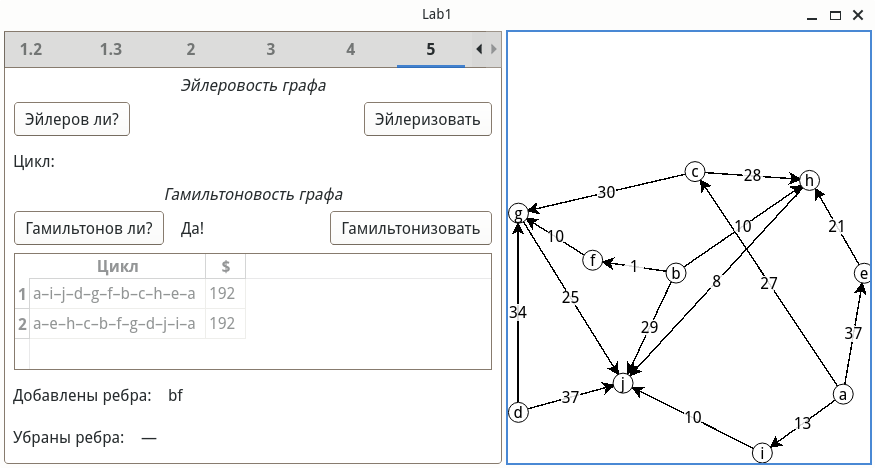 Lab1
1.2 1.3 2 3 4 5
Эйлеровость графа
Эйлеров ли? Эйлеризовать
Цикл:
Гамильтоновость графа
Гамильтонов ли? Да! Гамильтонизовать
Цикл $
1 a–i–j–d–g–f–b–c–h–e–a 192
2 a–e–h–c–b–f–g–d–j–i–a 192
Добавлены ребра: bf
Убраны ребра: —
c 28 h
30
g 10 21
10 f 1 b e
25 8 27
34 29 37
j a
d 37 10 13
i